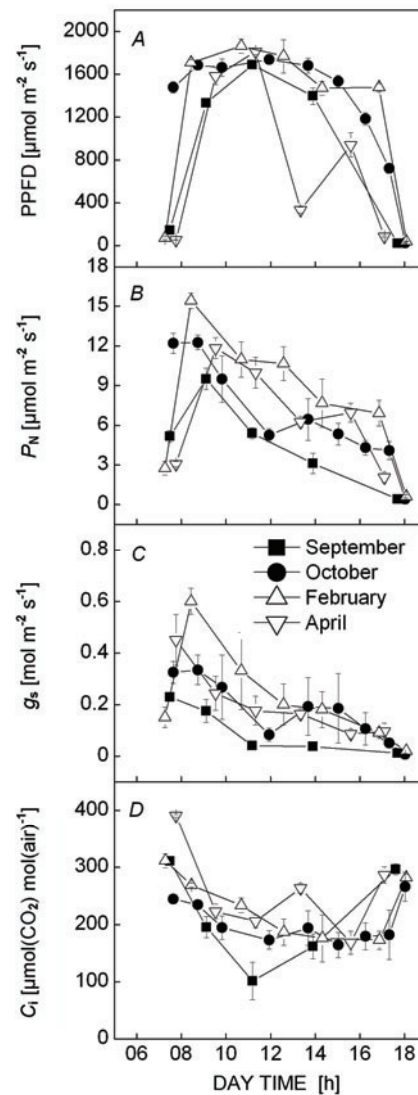 2000
A
1600
1200
800
400
0
PPFD [µmol m⁻² s⁻¹]
18
B
15
12
9
6
3
0
P_N [µmol m⁻² s⁻¹]
0.8
C
September
0.6
October
0.4
February
April
0.2
0
g_s [mol m⁻² s⁻¹]
400
D
300
200
100
0
C_i [µmol(CO₂) mol(air)⁻¹]
06 08 10 12 14 16 18
DAY TIME [h]